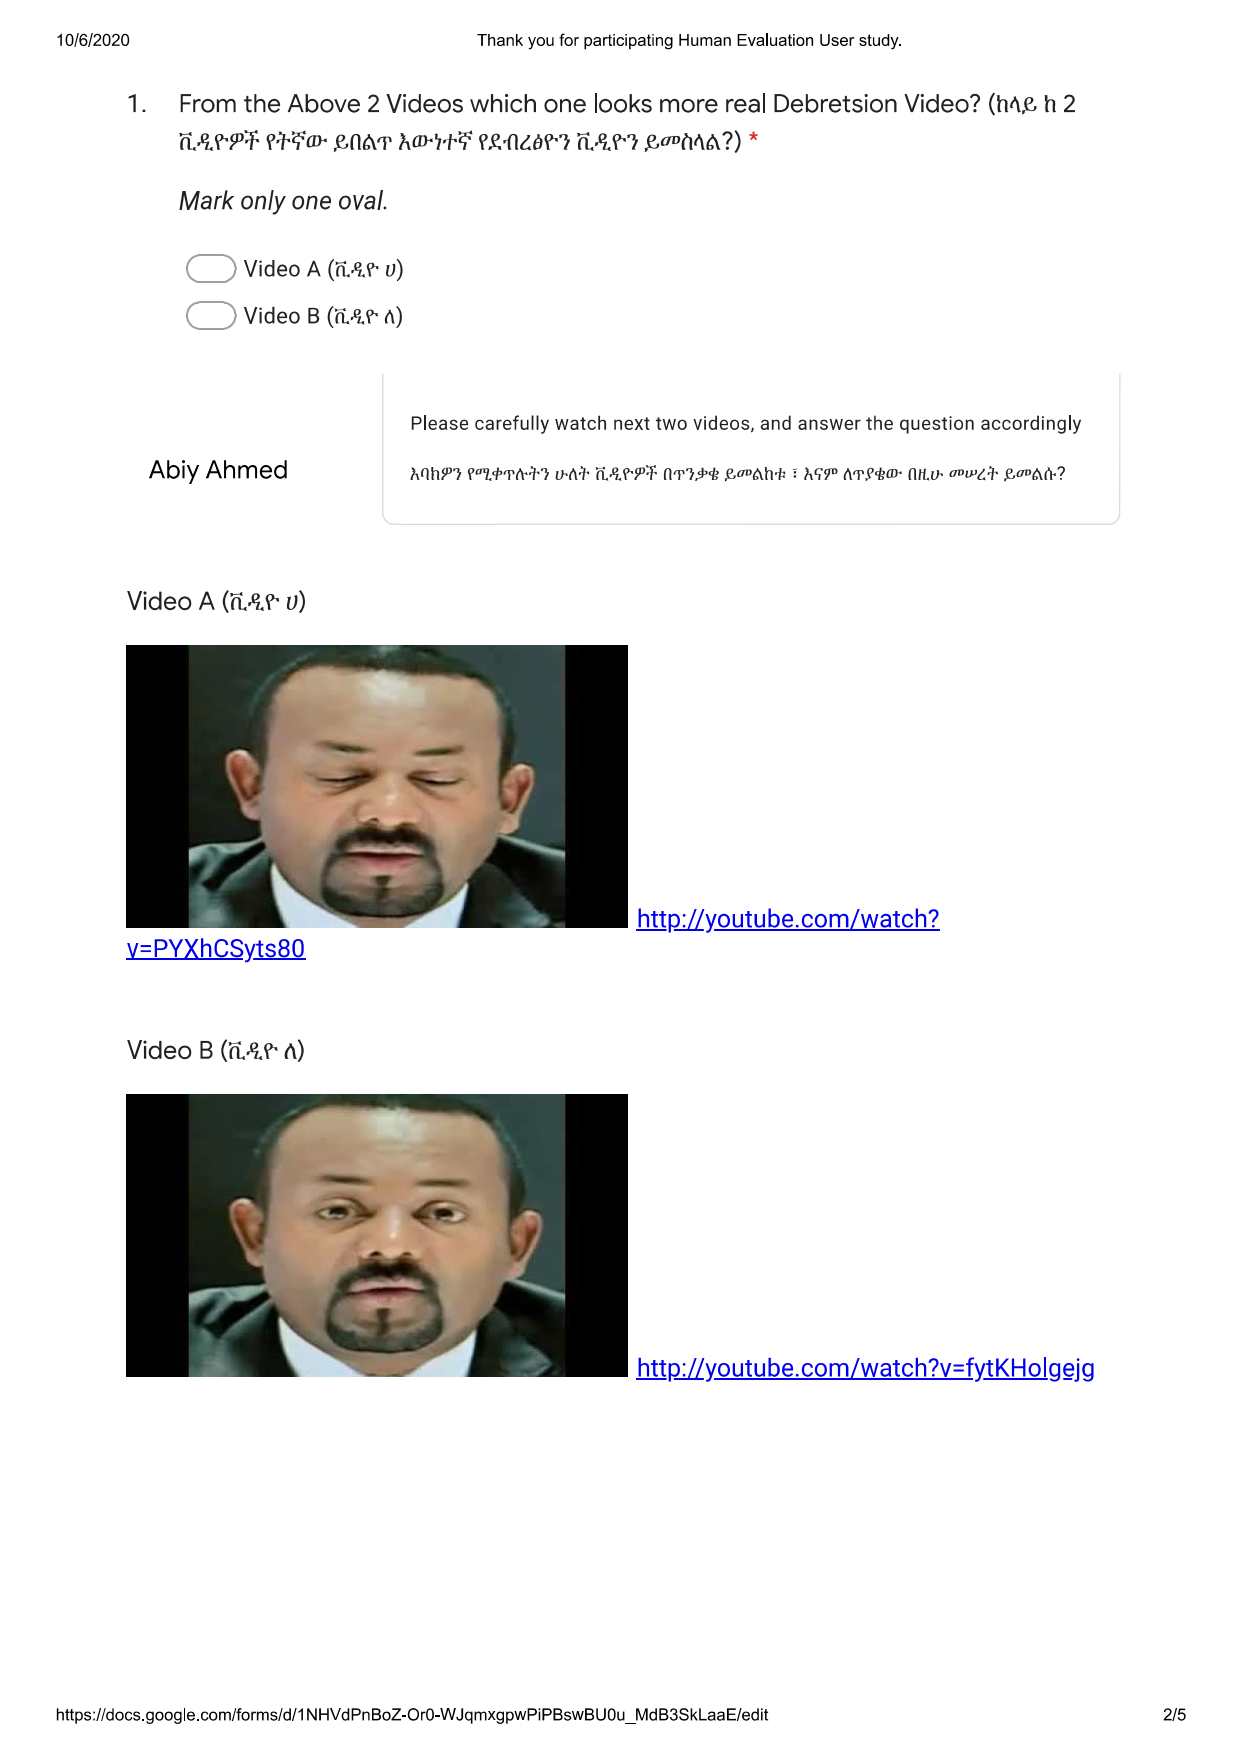 10/6/2020 Thank you for participating Human Evaluation User study.
1. From the Above 2 Videos which one looks more real Debretsion Video? (ከላይ ከ 2
ቪዲዮዎች የትኛው ይበልጥ እውነተኛ የደብረፅዮን ቪዲዮን ይመስላል?) *
Mark only one oval.
Video A (ቪዲዮ ሀ)
Video B (ቪዲዮ ለ)
Abiy Ahmed
Please carefully watch next two videos, and answer the question accordingly
እባክዎን የሚቀጥሉትን ሁለት ቪዲዮዎች በጥንቃቄ ይመልከቱ ፣ እናም ለጥያቄው በዚሁ መሠረት ይመልሱ?
Video A (ቪዲዮ ሀ)
http://youtube.com/watch?
v=PYXhCSyts80
Video B (ቪዲዮ ለ)
http://youtube.com/watch?v=fytKHolgejg
https://docs.google.com/forms/d/1NHVdPnBoZ-Or0-WJqmxgpwPiPBswBU0u_MdB3SkLaaE/edit 2/5